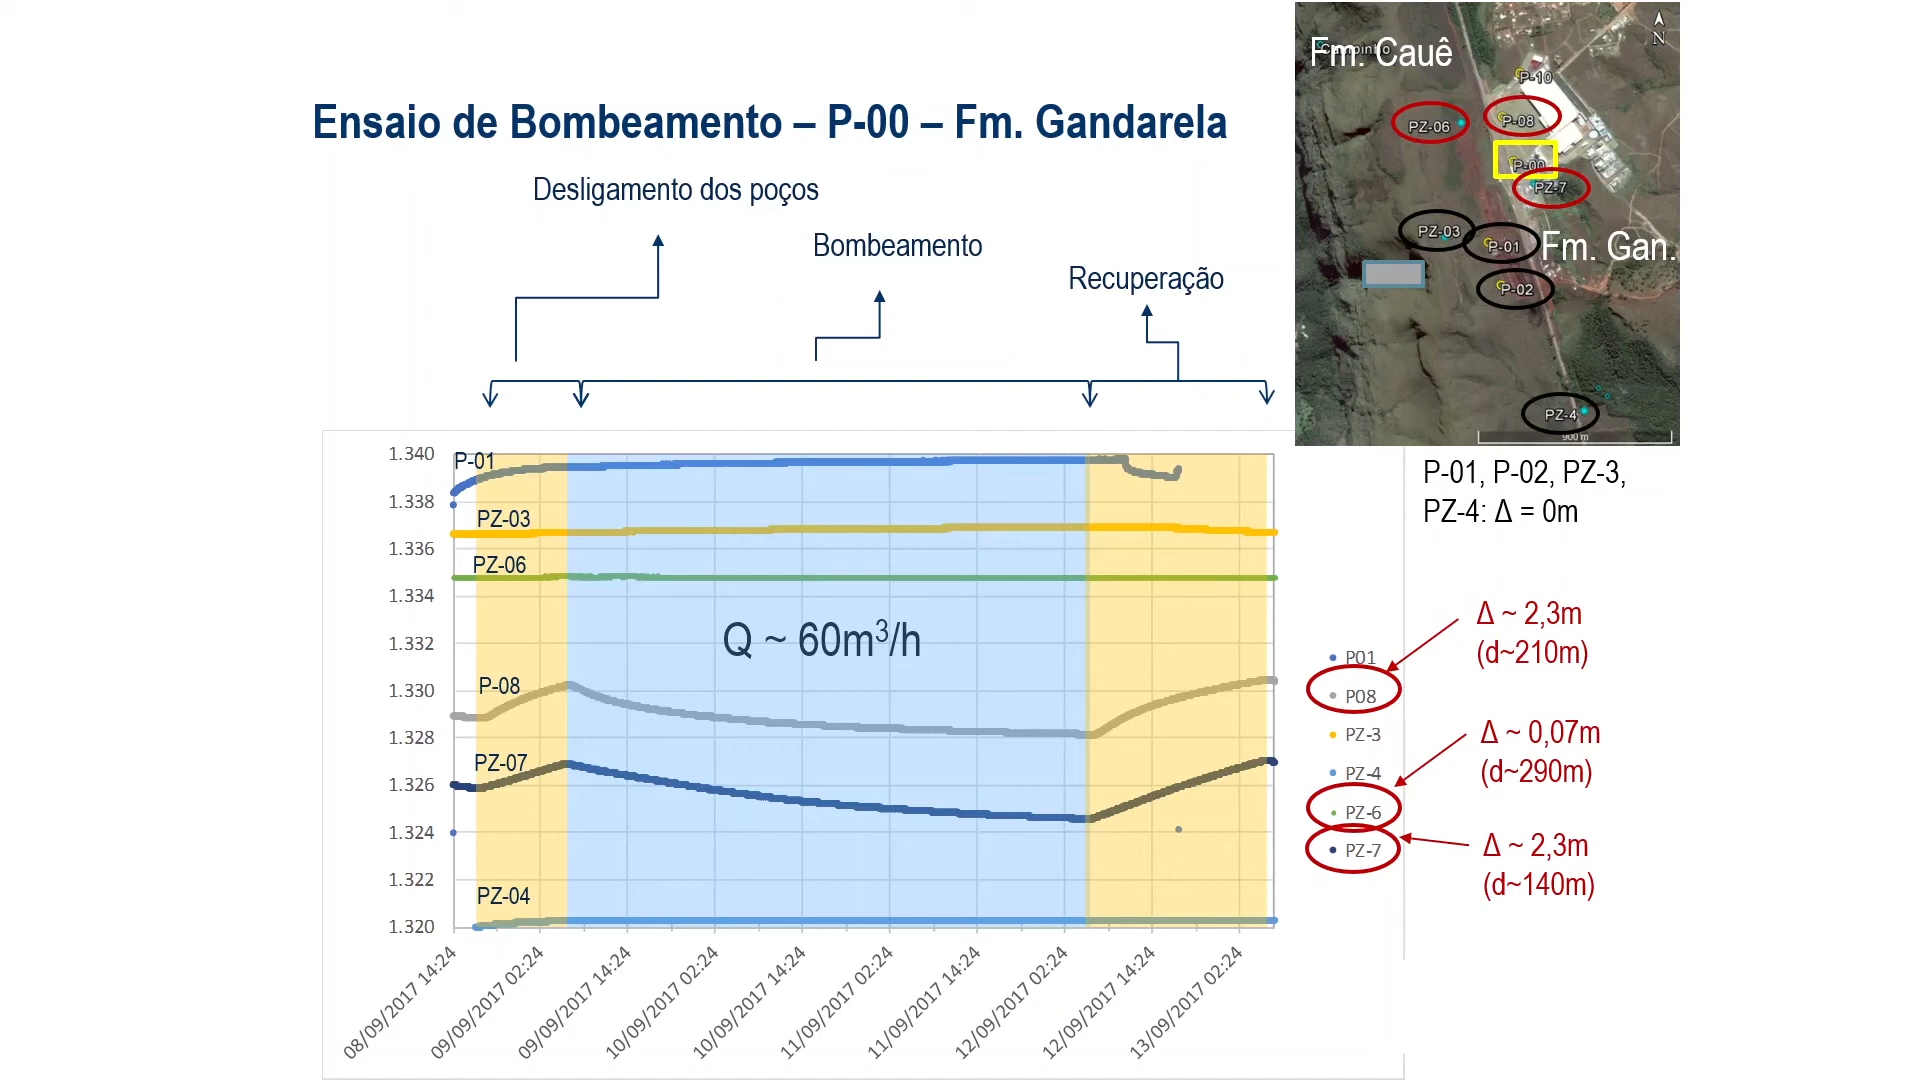 Ensaio de Bombeamento – P-00 – Fm. Gandarela
Desligamento dos poços
Bombeamento
Recuperação
Fm. Cauê
N
P-10
PZ-06
P-08
P-00
PZ-7
PZ-03
P-01
Fm. Gan.
P-02
PZ-4
900 m
P-01, P-02, PZ-3,
PZ-4: Δ = 0m
1.340
1.338
1.336
1.334
1.332
1.330
1.328
1.326
1.324
1.322
1.320
P-01
PZ-03
PZ-06
Q ~ 60m³/h
P-08
PZ-07
PZ-04
08/09/2017 14:24
09/09/2017 02:24
09/09/2017 14:24
10/09/2017 02:24
10/09/2017 14:24
11/09/2017 02:24
11/09/2017 14:24
12/09/2017 02:24
12/09/2017 14:24
13/09/2017 02:24
P01
P08
PZ-3
PZ-4
PZ-6
PZ-7
Δ ~ 2,3m
(d~210m)
Δ ~ 0,07m
(d~290m)
Δ ~ 2,3m
(d~140m)